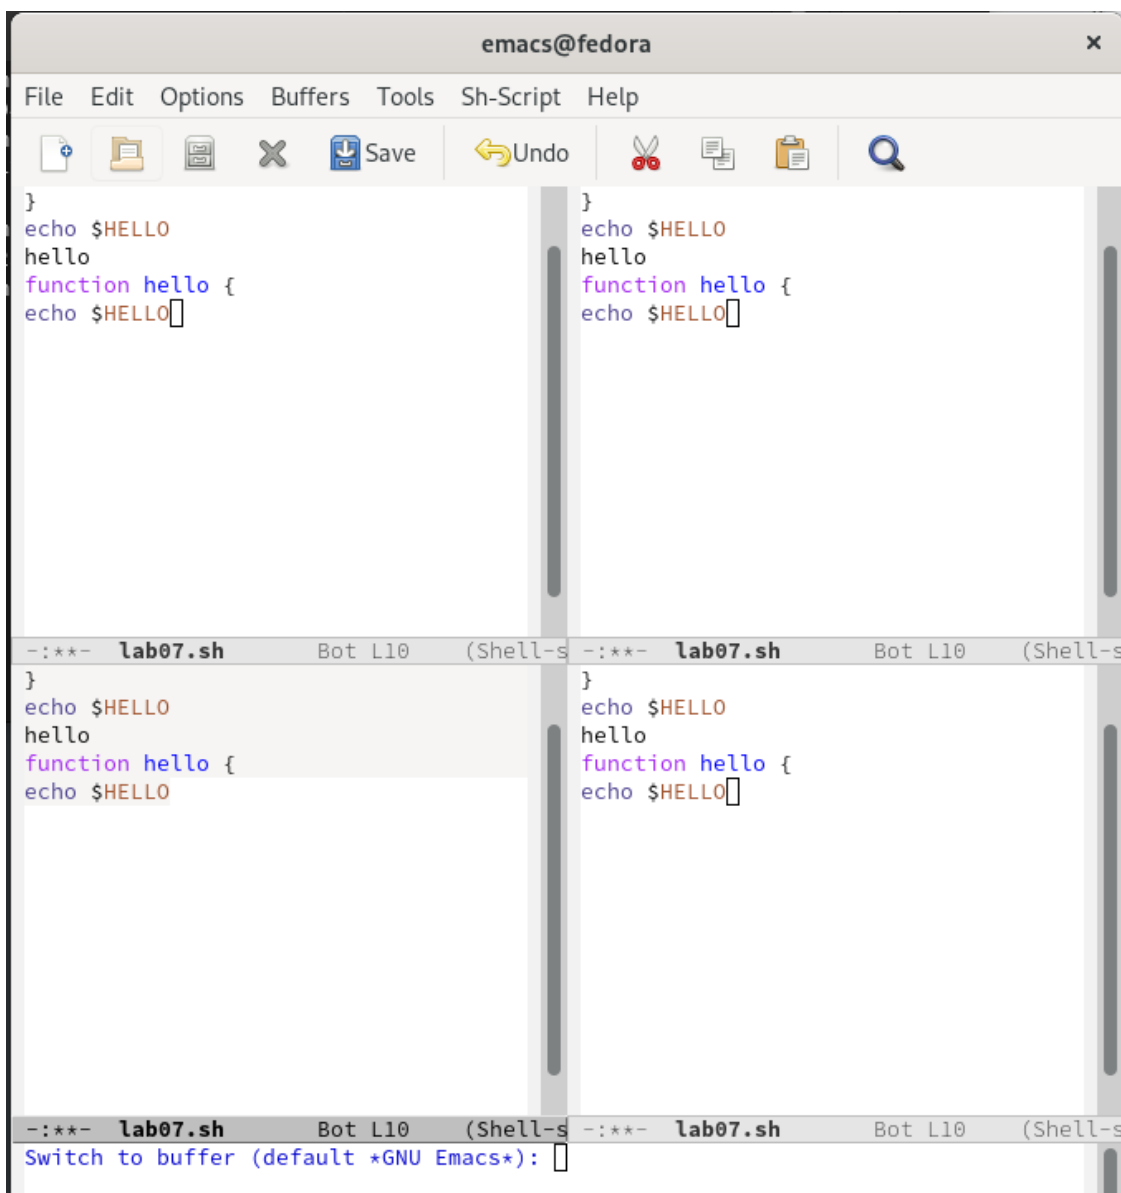 emacs@fedora
File Edit Options Buffers Tools Sh-Script Help
Save Undo
}
echo $HELLO
hello
function hello {
echo $HELLO
-:**- lab07.sh Bot L10 (Shell-s
}
echo $HELLO
hello
function hello {
echo $HELLO
-:**- lab07.sh Bot L10 (Shell-s
}
echo $HELLO
hello
function hello {
echo $HELLO
-:**- lab07.sh Bot L10 (Shell-s
}
echo $HELLO
hello
function hello {
echo $HELLO
-:**- lab07.sh Bot L10 (Shell-s
Switch to buffer (default *GNU Emacs*):